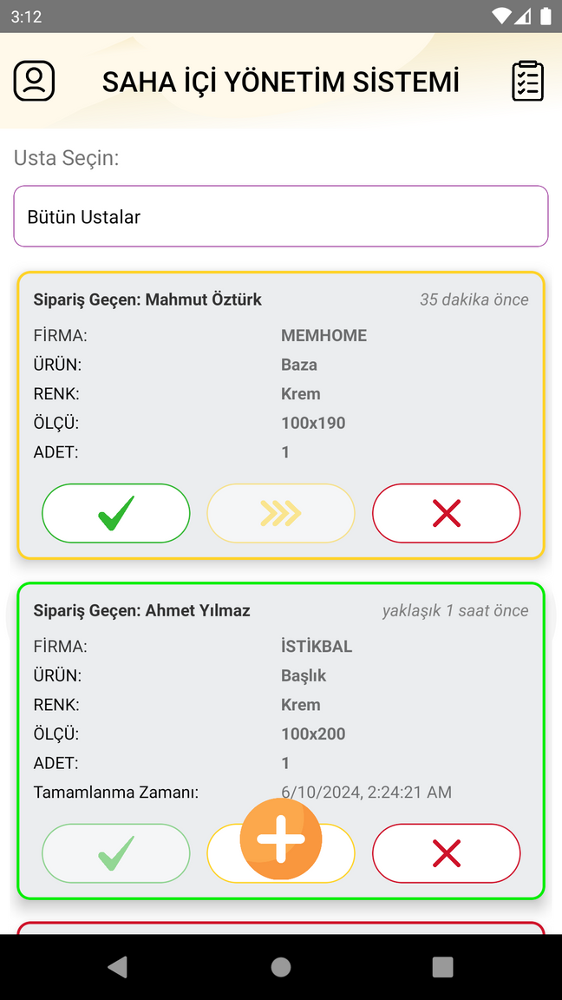 3:12
SAHA İÇİ YÖNETİM SİSTEMİ
Usta Seçin:
Bütün Ustalar
Sipariş Geçen: Mahmut Öztürk 35 dakika önce
FİRMA: MEMHOME
ÜRÜN: Baza
RENK: Krem
ÖLÇÜ: 100x190
ADET: 1
Sipariş Geçen: Ahmet Yılmaz yaklaşık 1 saat önce
FİRMA: İSTİKBAL
ÜRÜN: Başlık
RENK: Krem
ÖLÇÜ: 100x200
ADET: 1
Tamamlanma Zamanı: 6/10/2024, 2:24:21 AM